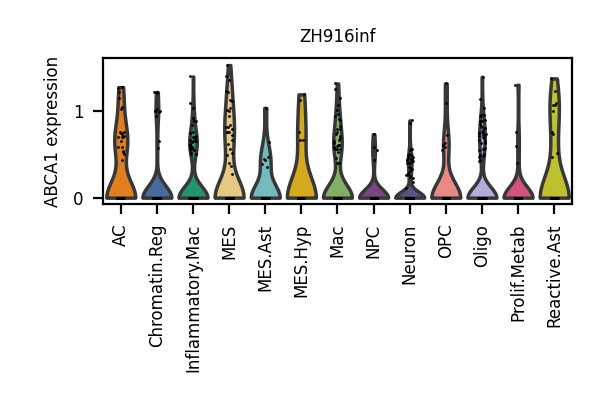 ZH916inf
ABCA1 expression
1
0
AC
Chromatin.Reg
Inflammatory.Mac
MES
MES.Ast
MES.Hyp
Mac
NPC
Neuron
OPC
Oligo
Prolif.Metab
Reactive.Ast